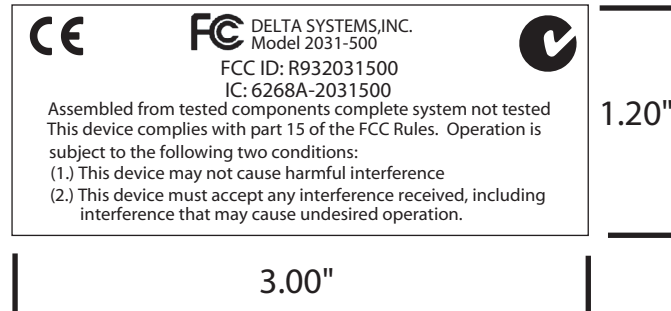 CE FC DELTA SYSTEMS,INC.
Model 2031-500
FCC ID: R932031500
IC: 6268A-2031500
Assembled from tested components complete system not tested
This device complies with part 15 of the FCC Rules. Operation is
subject to the following two conditions:
(1.) This device may not cause harmful interference
(2.) This device must accept any interference received, including
interference that may cause undesired operation.
1.20"
3.00"